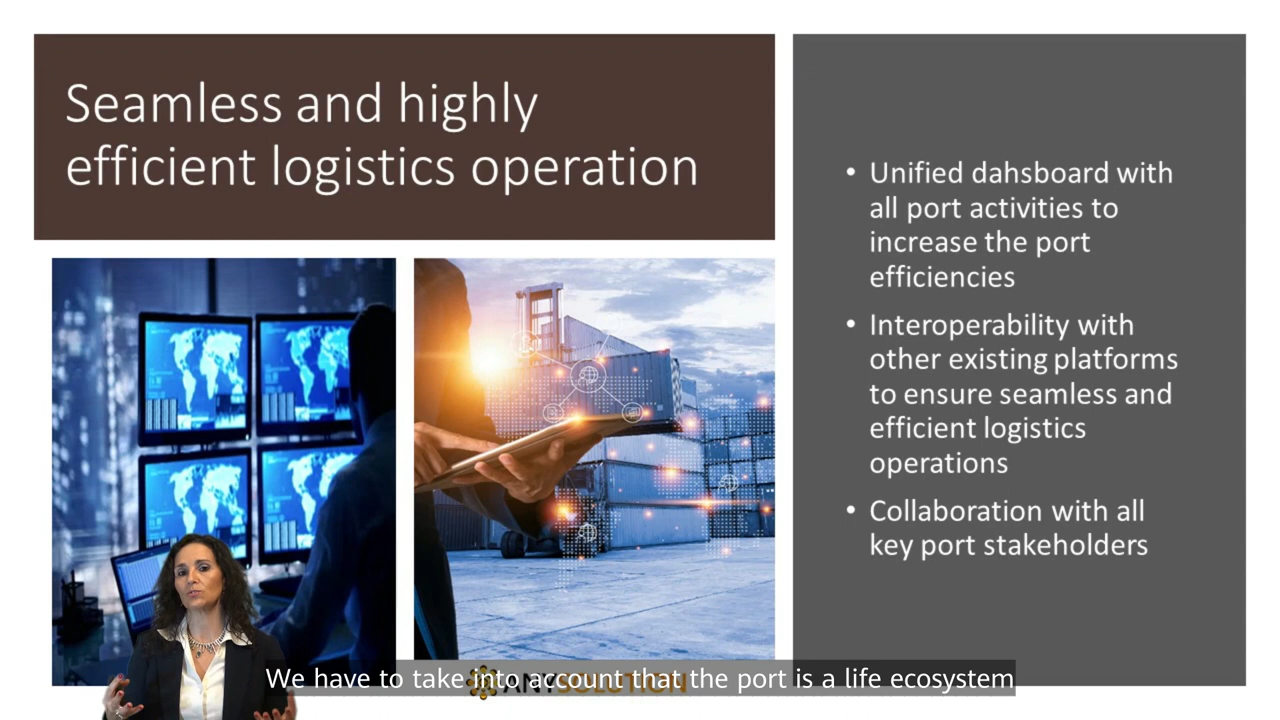 Seamless and highly
efficient logistics operation
• Unified dahsboard with
all port activities to
increase the port
efficiencies
• Interoperability with
other existing platforms
to ensure seamless and
efficient logistics
operations
• Collaboration with all
key port stakeholders
ANYSOLUTION
We have to take into account that the port is a life ecosystem